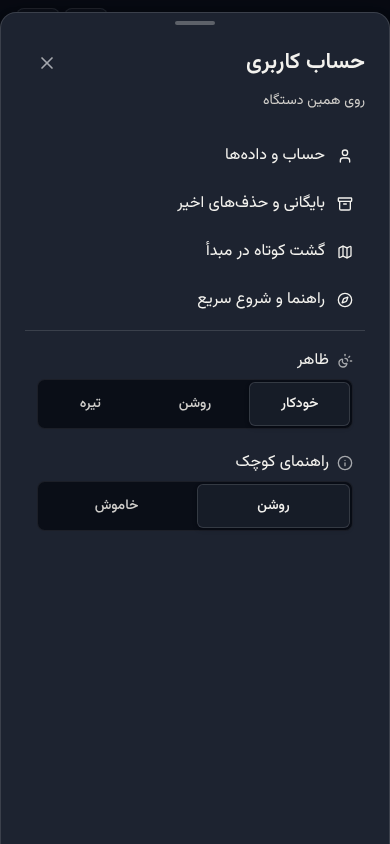 حساب کاربری
روی همین دستگاه
حساب و داده‌ها
بایگانی و حذف‌های اخیر
گشت کوتاه در مبدأ
راهنما و شروع سریع
ظاهر
خودکار روشن تیره
راهنمای کوچک
روشن خاموش